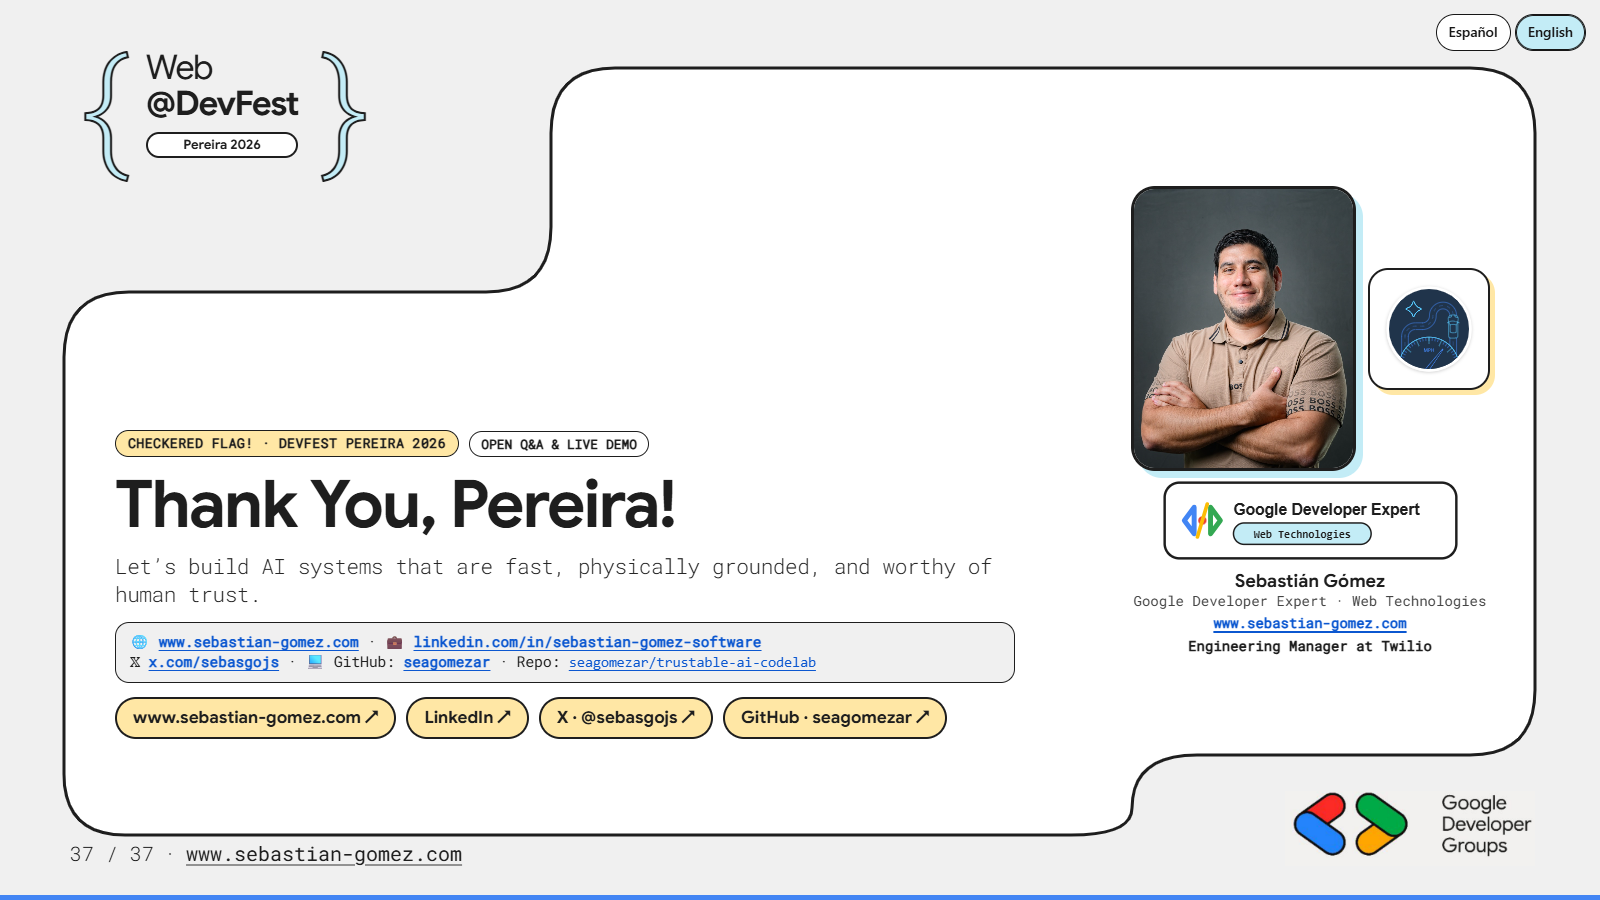 Español
English
Web
@DevFest
Pereira 2026
MPH
BOSS BOSS
CHECKERED FLAG! · DEVFEST PEREIRA 2026
OPEN Q&A & LIVE DEMO
Thank You, Pereira!
Let's build AI systems that are fast, physically grounded, and worthy of
human trust.
🌐 www.sebastian-gomez.com · 💼 linkedin.com/in/sebastian-gomez-software
𝕏 x.com/sebasgojs · 💻 GitHub: seagomezar · Repo: seagomezar/trustable-ai-codelab
www.sebastian-gomez.com ↗
LinkedIn ↗
X · @sebasgojs ↗
GitHub · seagomezar ↗
Google Developer Expert
Web Technologies
Sebastián Gómez
Google Developer Expert · Web Technologies
www.sebastian-gomez.com
Engineering Manager at Twilio
37 / 37 · www.sebastian-gomez.com
Google
Developer
Groups